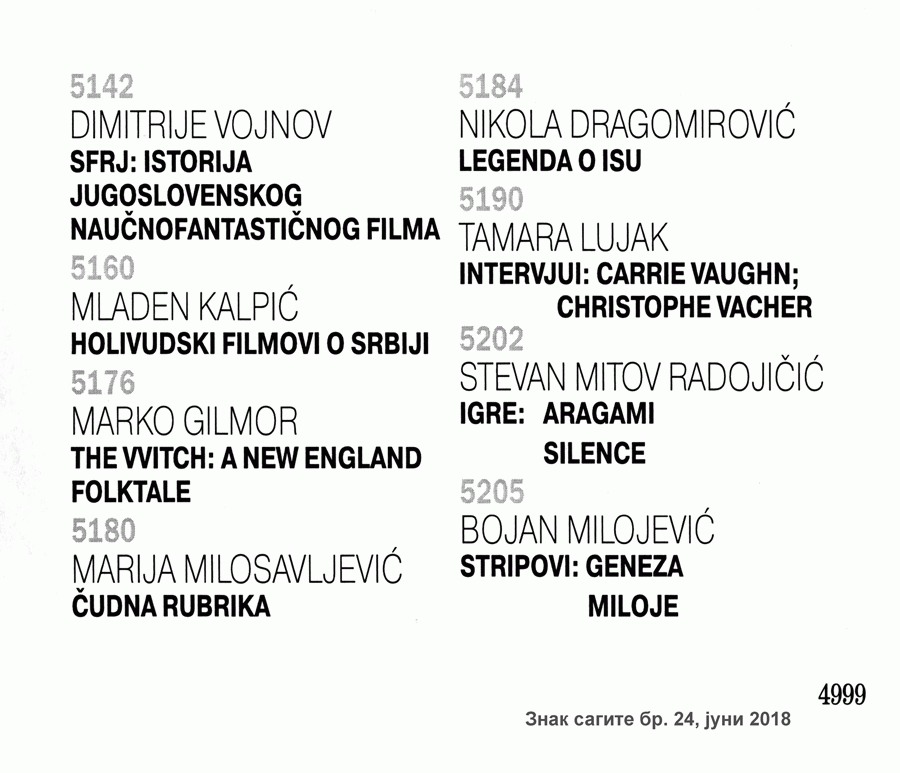 5142
DIMITRIJE VOJNOV
SFRJ: ISTORIJA
JUGOSLOVENSKOG
NAUČNOFANTASTIČNOG FILMA
5160
MLADEN KALPIĆ
HOLIVUDSKI FILMOVI O SRBIJI
5176
MARKO GILMOR
THE VVITCH: A NEW ENGLAND
FOLKTALE
5180
MARIJA MILOSAVLJEVIĆ
ČUDNA RUBRIKA
5184
NIKOLA DRAGOMIROVIĆ
LEGENDA O ISU
5190
TAMARA LUJAK
INTERVJUI: CARRIE VAUGHN;
CHRISTOPHE VACHER
5202
STEVAN MITOV RADOJIČIĆ
IGRE: ARAGAMI
SILENCE
5205
BOJAN MILOJEVIĆ
STRIPOVI: GENEZA
MILOJE
4999
Знак сагите бр. 24, јуни 2018